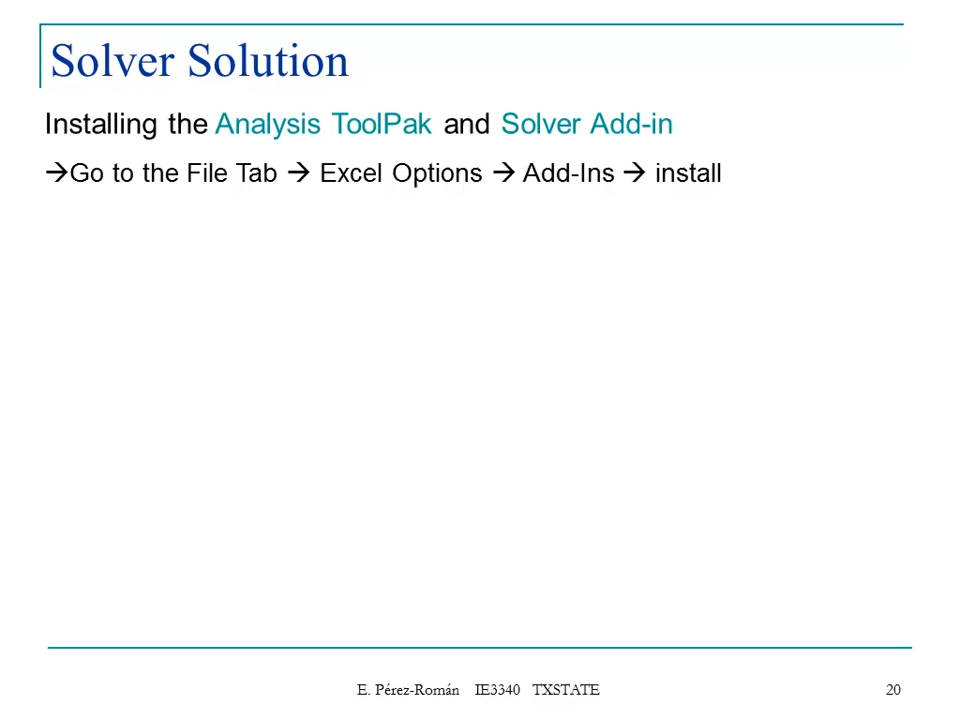 Solver Solution
Installing the Analysis ToolPak and Solver Add-in
→Go to the File Tab → Excel Options → Add-Ins → install
E. Pérez-Román IE3340 TXSTATE 20